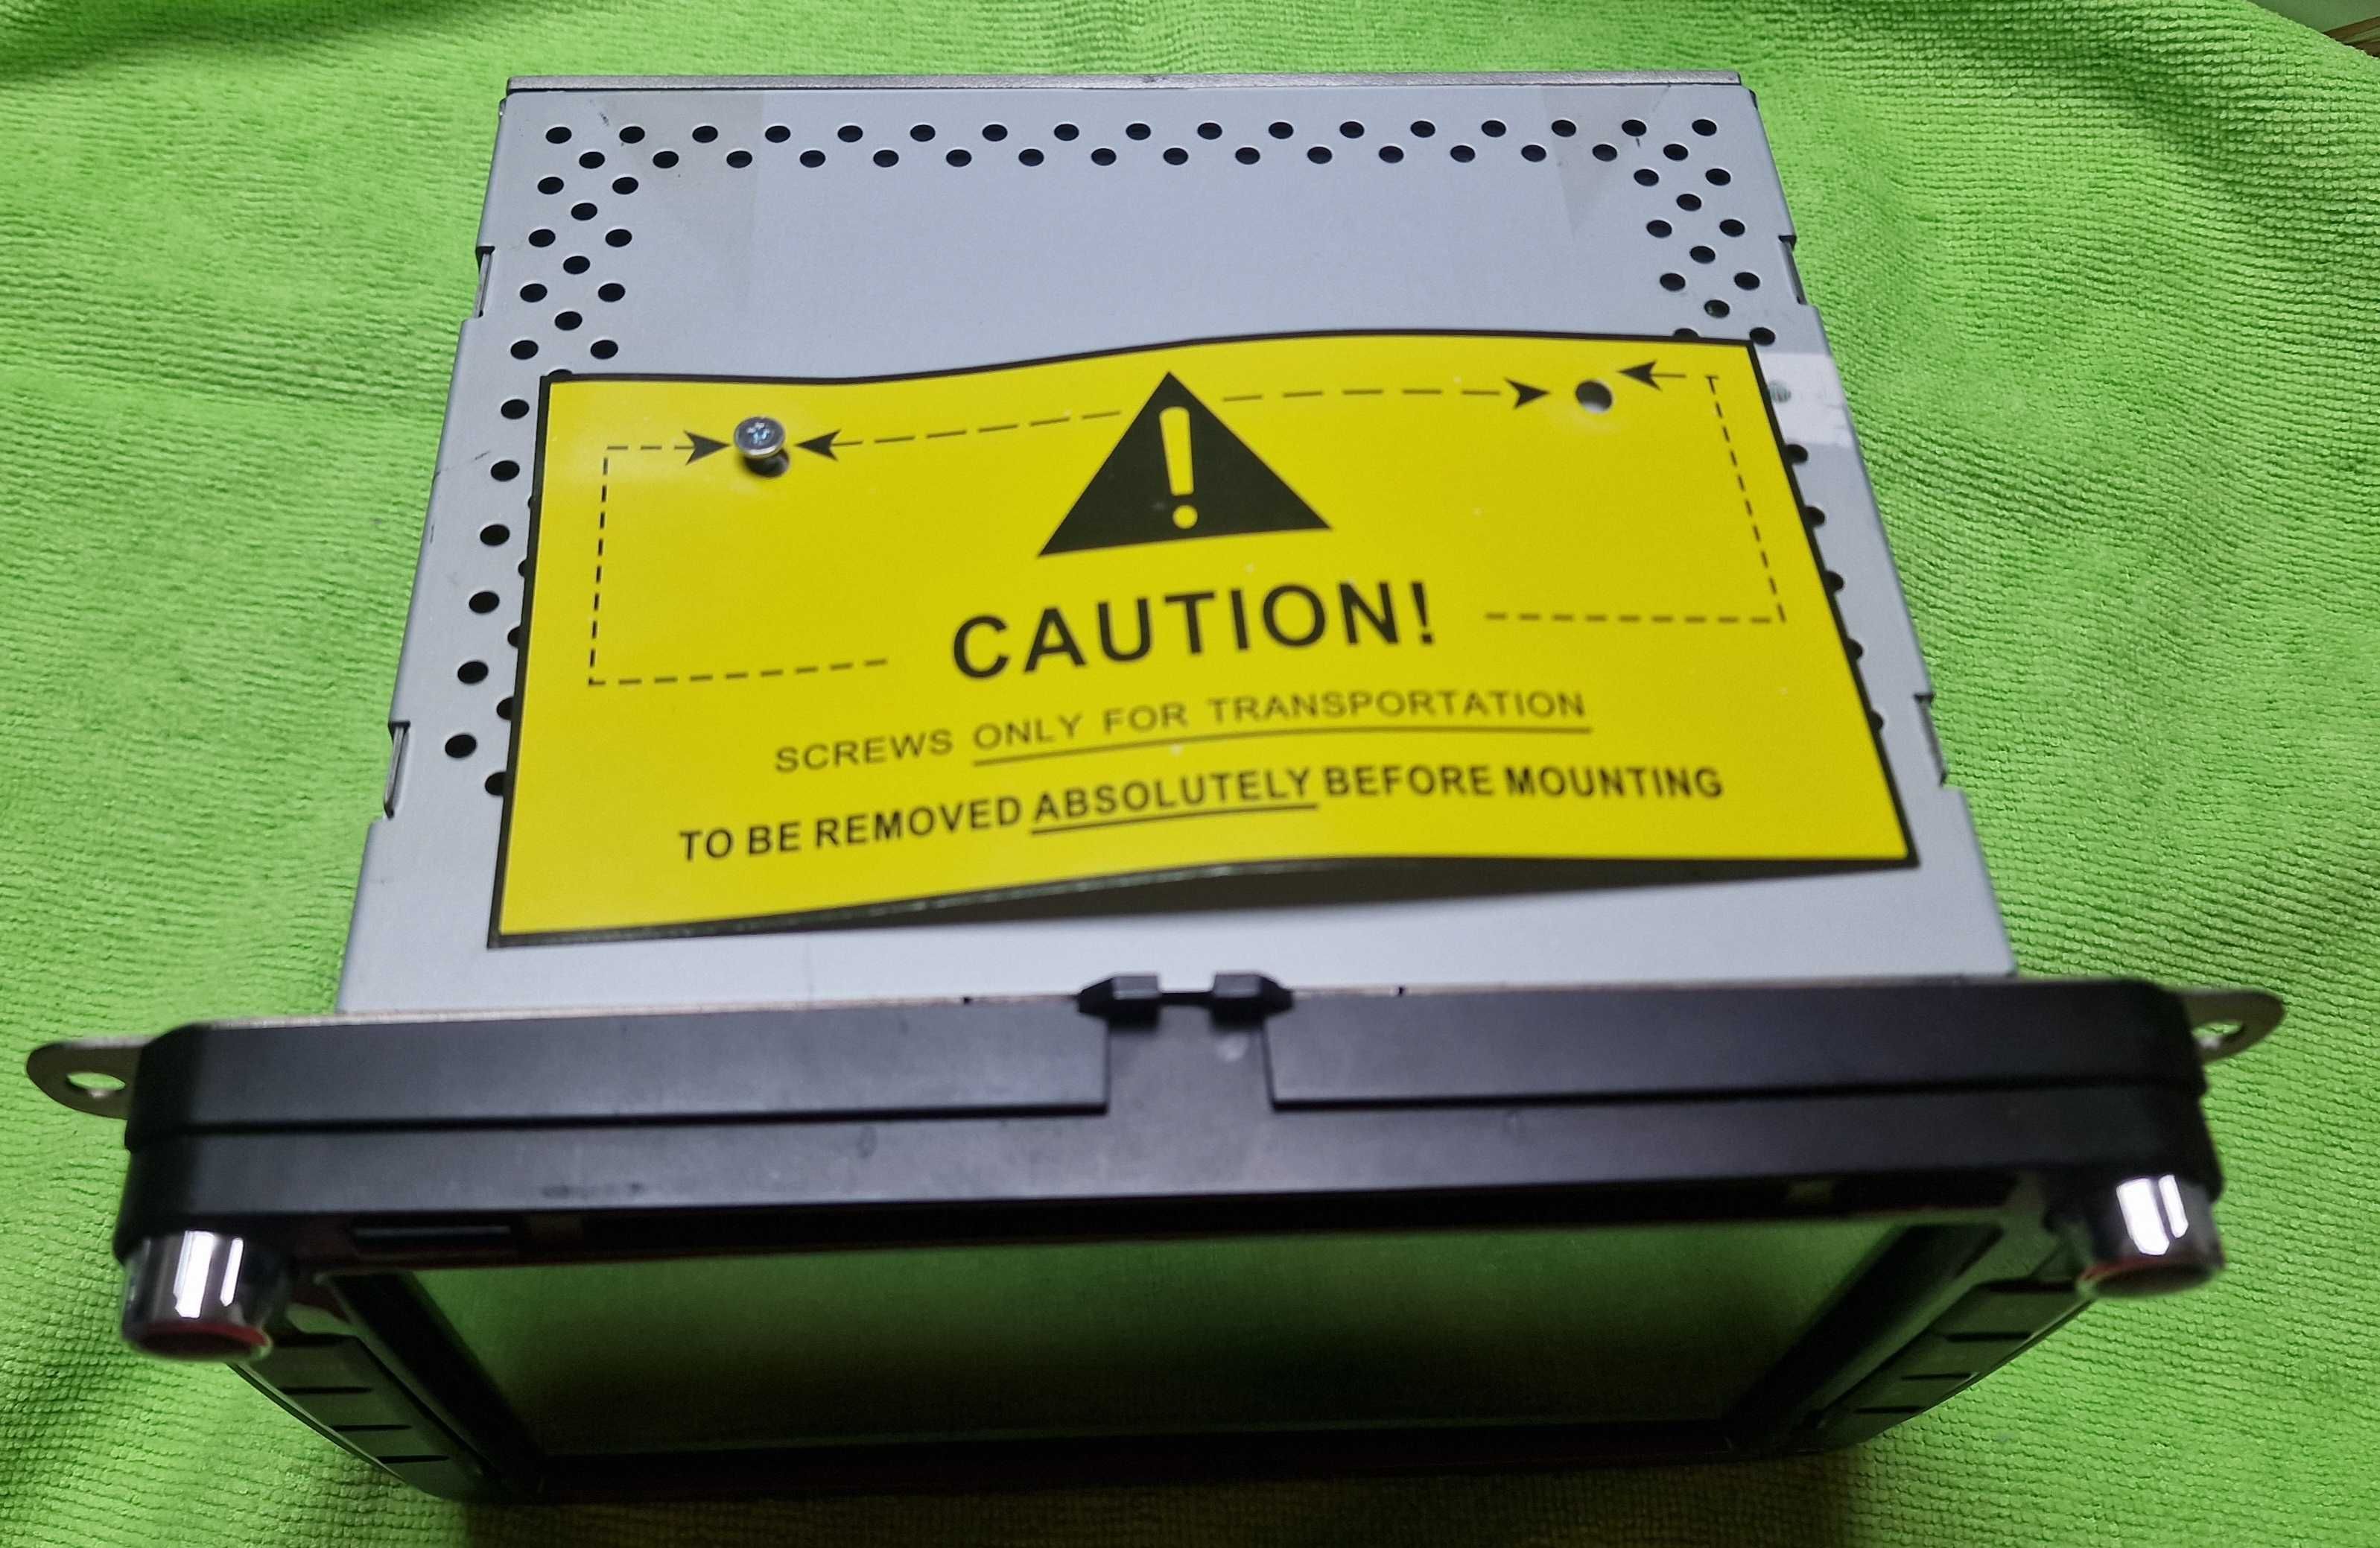 CAUTION!
SCREWS ONLY FOR TRANSPORTATION
TO BE REMOVED ABSOLUTELY BEFORE MOUNTING